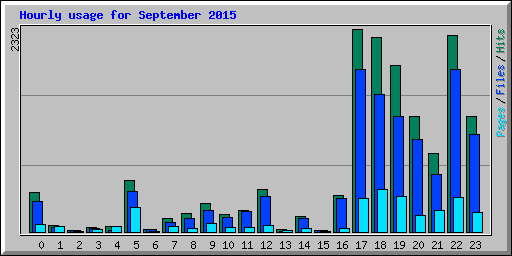 Hourly usage for September 2015
2323
Pages / Files / Hits
0 1 2 3 4 5 6 7 8 9 10 11 12 13 14 15 16 17 18 19 20 21 22 23